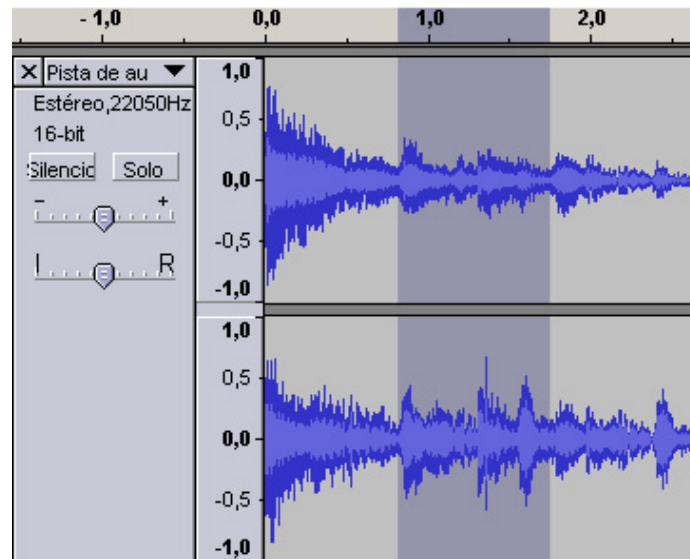 - 1,0 0,0 1,0 2,0
X Pista de au
Estéreo,22050Hz
16-bit
Silencio Solo
- +
I R
1,0
0,5
0,0
-0,5
-1,0
1,0
0,5
0,0
-0,5
-1,0